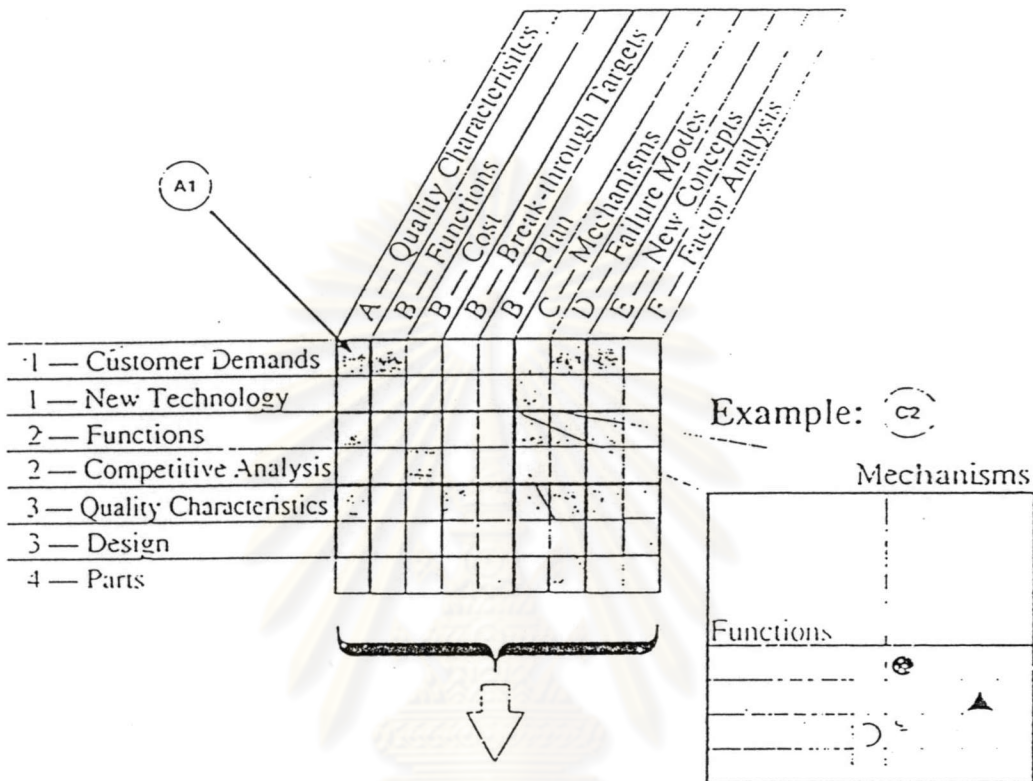 A — Quality Characterisitcs
B — Functions
B — Cost
B — Break-through Targets
B — Plan
C — Mechanisms
D — Failure Modes
E — New Concepts
F — Factor Analysis
A1
1 — Customer Demands
1 — New Technology
2 — Functions
2 — Competitive Analysis
3 — Quality Characteristics
3 — Design
4 — Parts
Example: C2
Mechanisms
Functions